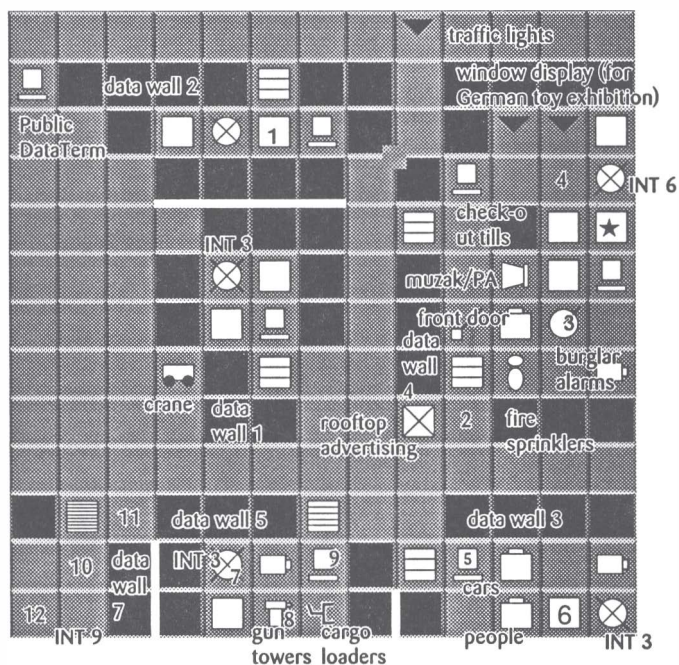 traffic lights
data wall 2
window display (for
German toy exhibition)
Public
DataTerm
1
4
INT 6
check-o
ut tills
INT 3
muzak/PA
front door
3
data
wall
4
burglar
alarms
crane
data
wall 1
rooftop
advertising
2
fire
sprinklers
11
data wall 5
data wall 3
10
data
wall
7
INT 3
7
9
5
cars
12
INT 9
8
gun
towers
cargo
loaders
people
6
INT 3